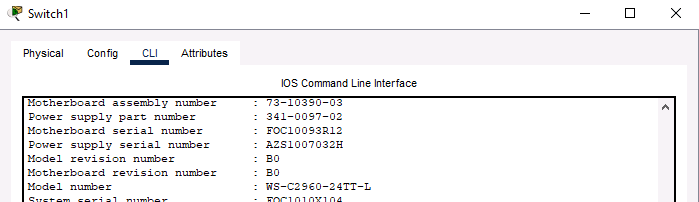 Switch1
Physical Config CLI Attributes
IOS Command Line Interface
Motherboard assembly number : 73-10390-03
Power supply part number : 341-0097-02
Motherboard serial number : FOC10093R12
Power supply serial number : AZS1007032H
Model revision number : B0
Motherboard revision number : B0
Model number : WS-C2960-24TT-L
System serial number : FOC1010X104